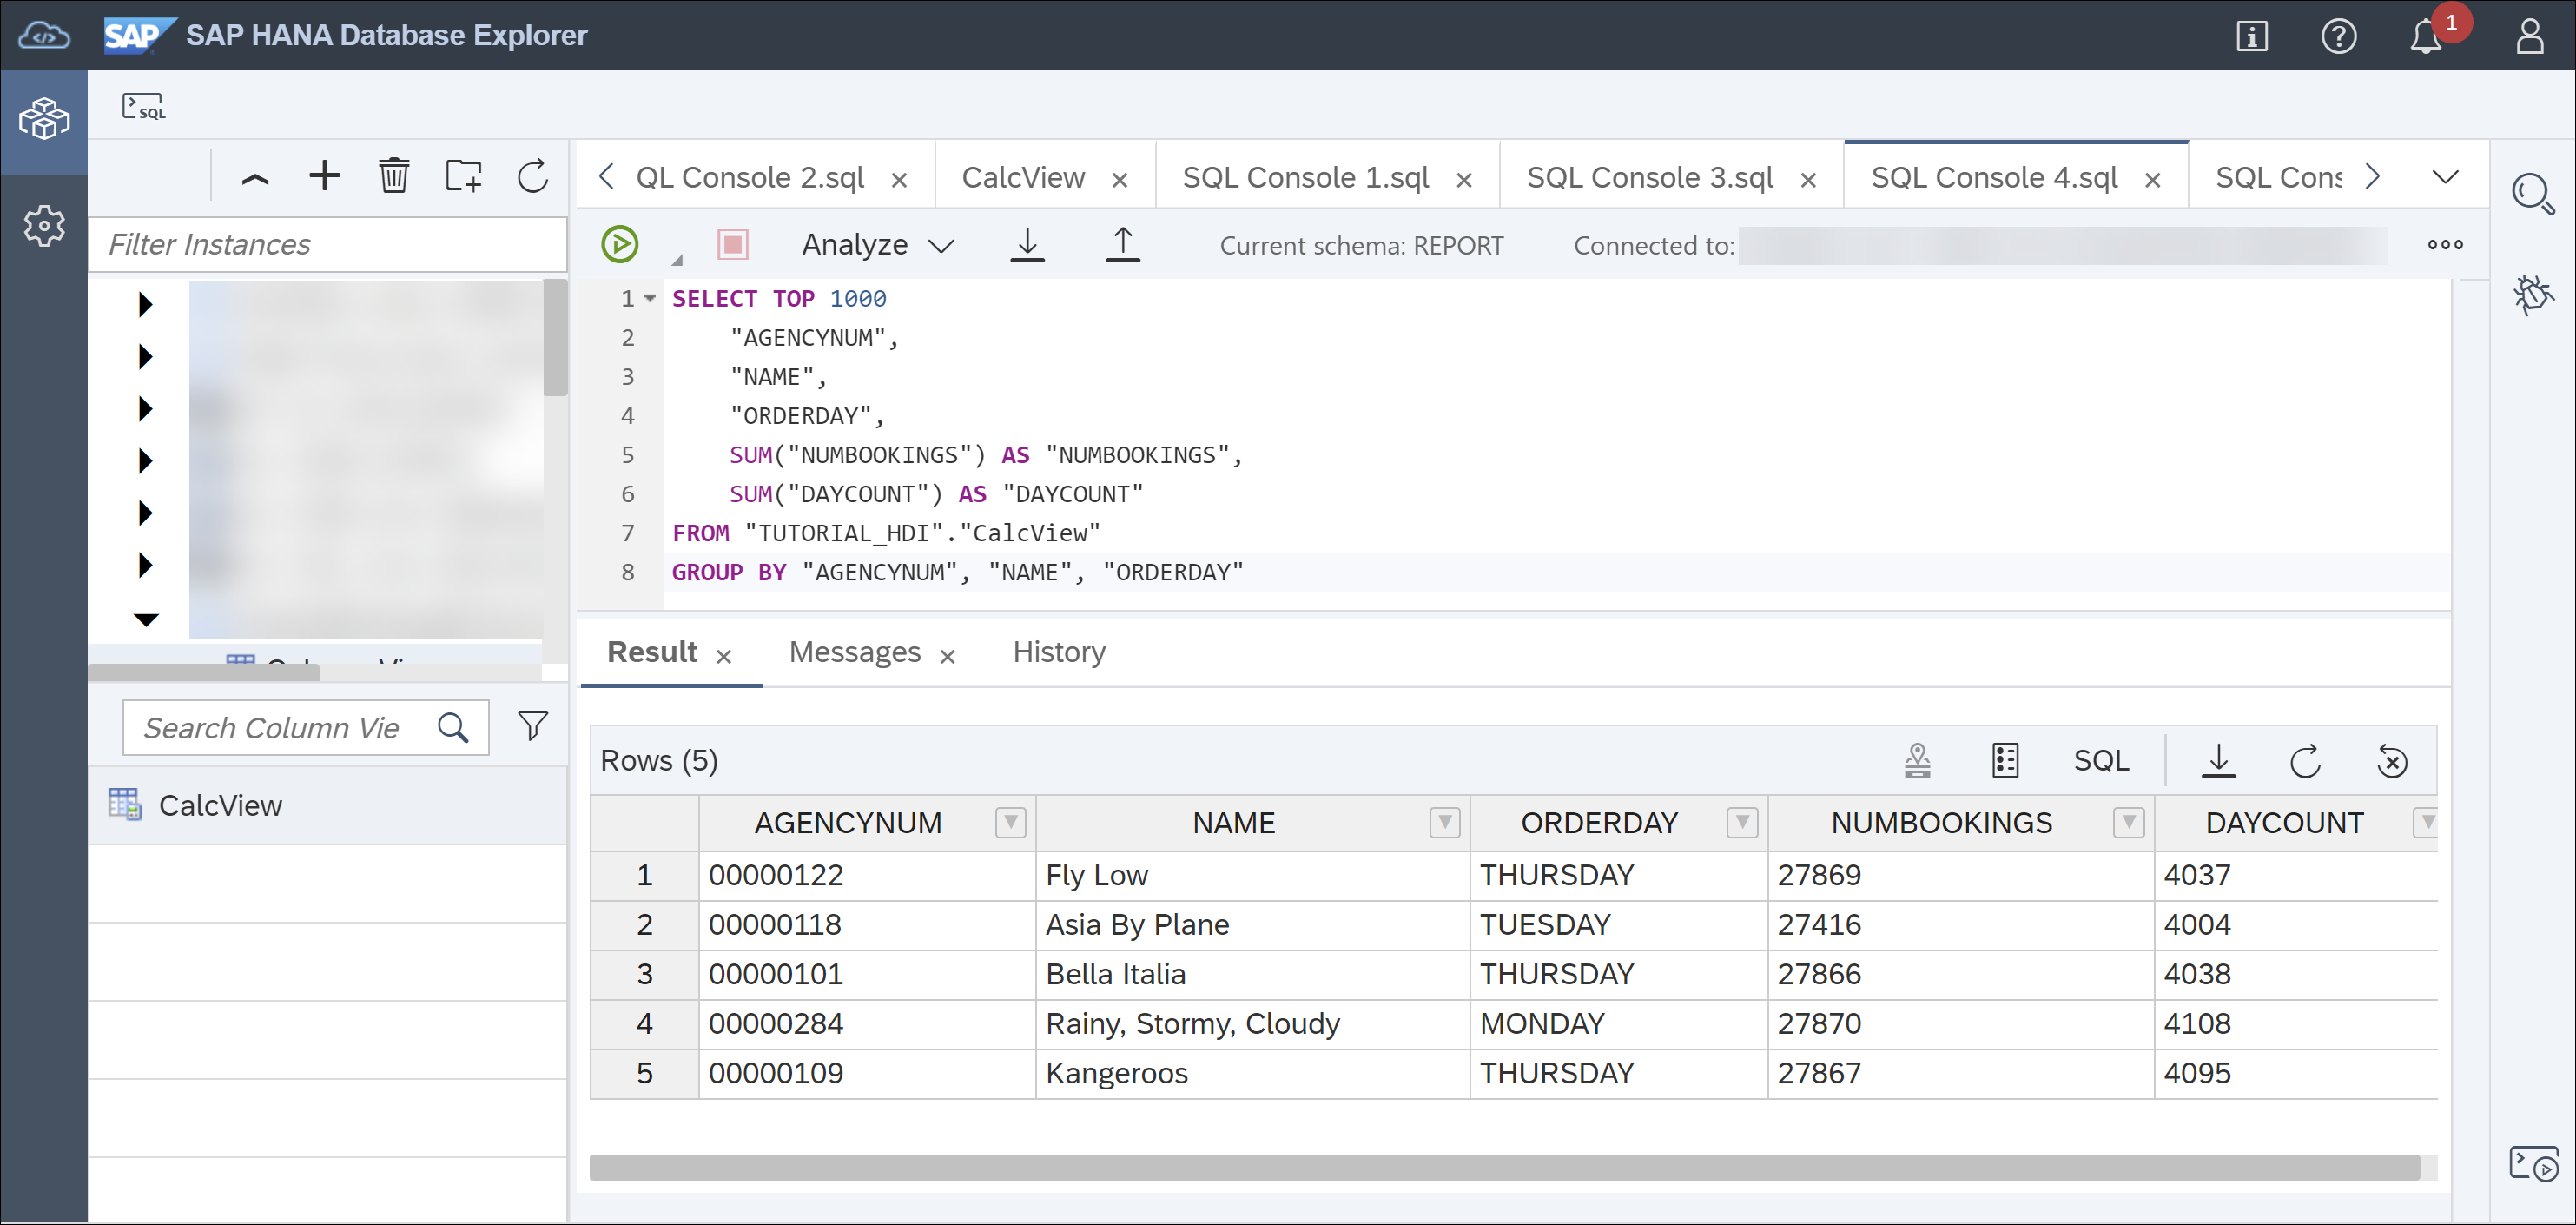 SAP SAP HANA Database Explorer
1
SQL
Filter Instances
Search Column Vie
CalcView
QL Console 2.sql
CalcView
SQL Console 1.sql
SQL Console 3.sql
SQL Console 4.sql
SQL Cons
Analyze
Current schema: REPORT
Connected to:
1 SELECT TOP 1000
2 "AGENCYNUM",
3 "NAME",
4 "ORDERDAY",
5 SUM("NUMBOOKINGS") AS "NUMBOOKINGS",
6 SUM("DAYCOUNT") AS "DAYCOUNT"
7 FROM "TUTORIAL_HDI"."CalcView"
8 GROUP BY "AGENCYNUM", "NAME", "ORDERDAY"
Result Messages History
Rows (5) SQL
AGENCYNUM NAME ORDERDAY NUMBOOKINGS DAYCOUNT
1 00000122 Fly Low THURSDAY 27869 4037
2 00000118 Asia By Plane TUESDAY 27416 4004
3 00000101 Bella Italia THURSDAY 27866 4038
4 00000284 Rainy, Stormy, Cloudy MONDAY 27870 4108
5 00000109 Kangeroos THURSDAY 27867 4095